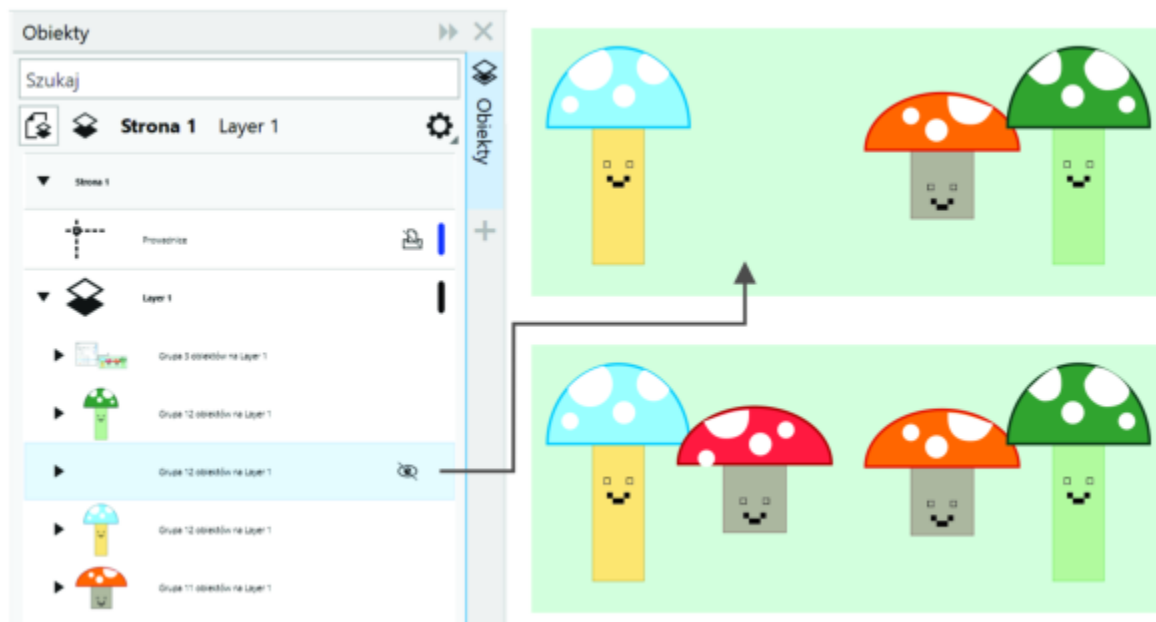 Obiekty
Szukaj
Strona 1 Layer 1
Obiekty
Strona 1
Prowadnice
Layer 1
Grupa 3 obiektów na Layer 1
Grupa 12 obiektów na Layer 1
Grupa 12 obiektów na Layer 1
Grupa 12 obiektów na Layer 1
Grupa 11 obiektów na Layer 1